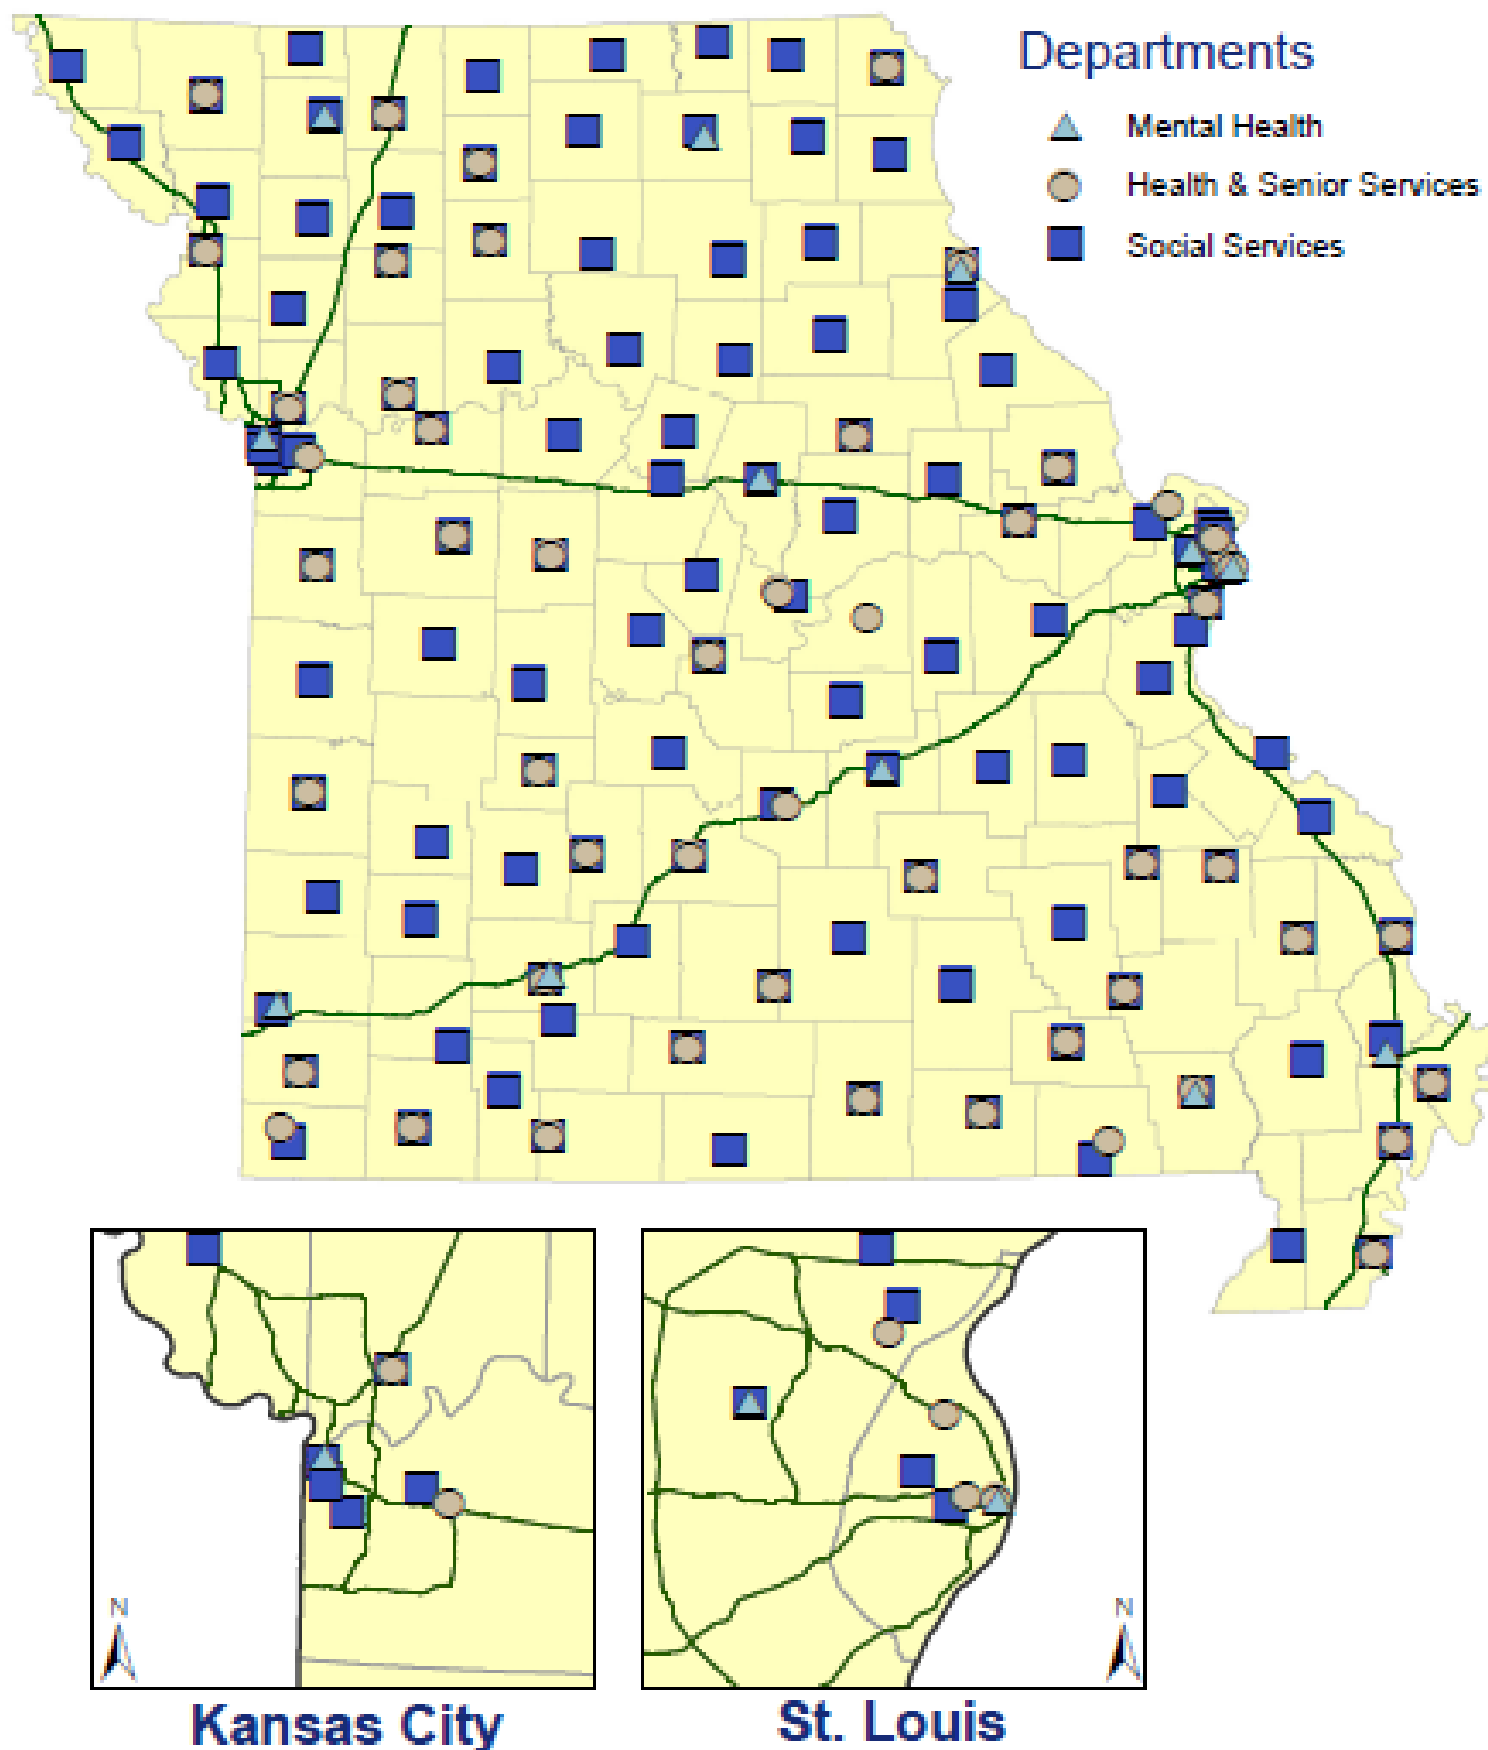 Departments
Mental Health
Health & Senior Services
Social Services
N
N
Kansas City
St. Louis